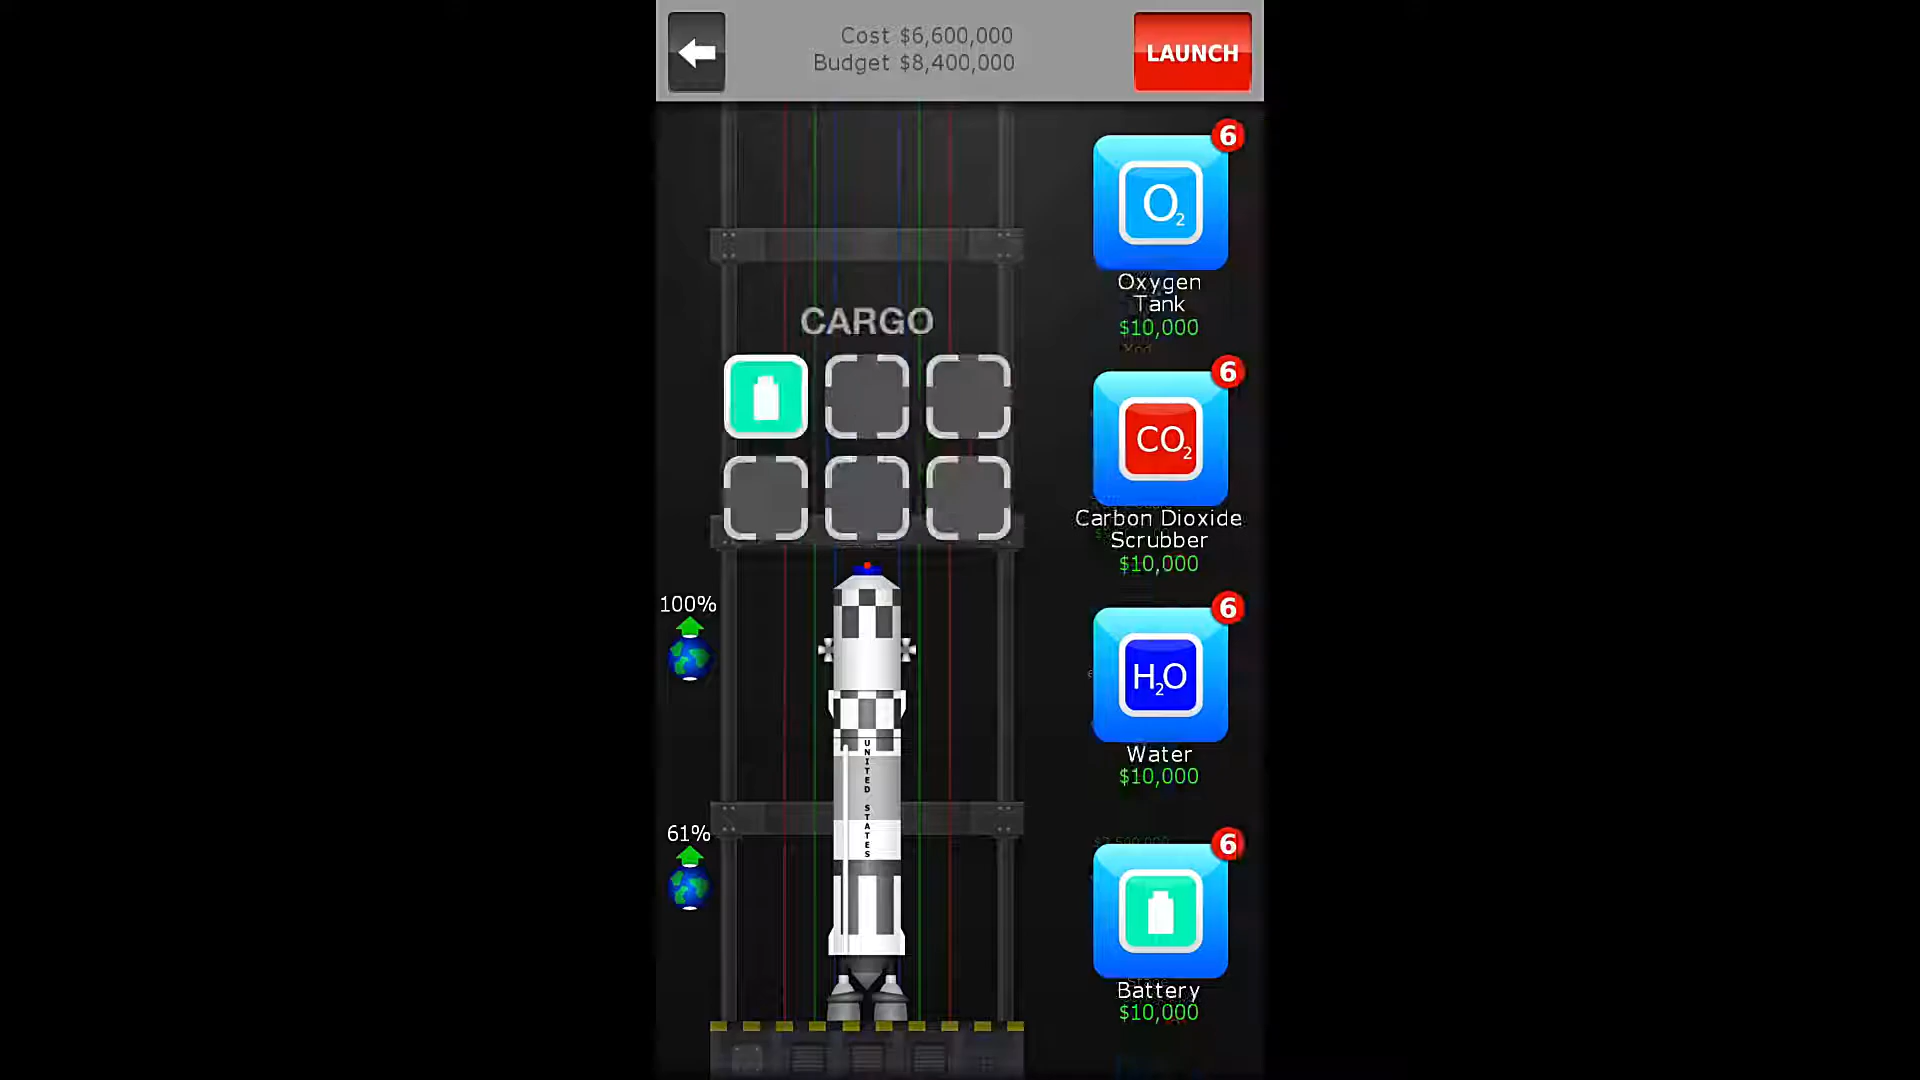 Cost $6,600,000
Budget $8,400,000
LAUNCH
6
O2
Oxygen
Tank
$10,000
CARGO
6
CO2
Carbon Dioxide
Scrubber
$10,000
100%
6
H2O
Water
$10,000
UNITED STATES
61%
6
Battery
$10,000